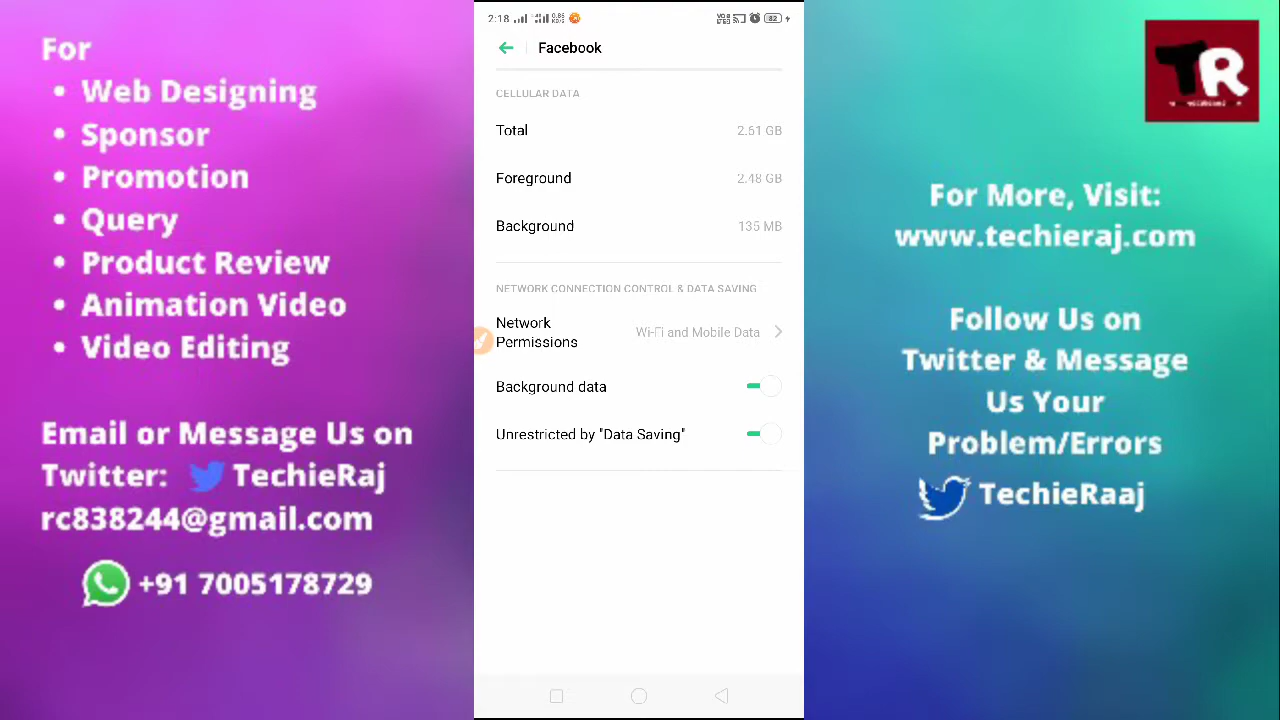 For
• Web Designing
• Sponsor
• Promotion
• Query
• Product Review
• Animation Video
• Video Editing
Email or Message Us on
Twitter: TechieRaj
rc838244@gmail.com
+91 7005178729
2:18
82
Facebook
CELLULAR DATA
Total 2.61 GB
Foreground 2.48 GB
Background 135 MB
NETWORK CONNECTION CONTROL & DATA SAVING
Network
Permissions
Wi-Fi and Mobile Data
Background data
Unrestricted by "Data Saving"
TR
For More, Visit:
www.techieraj.com
Follow Us on
Twitter & Message
Us Your
Problem/Errors
TechieRaaj